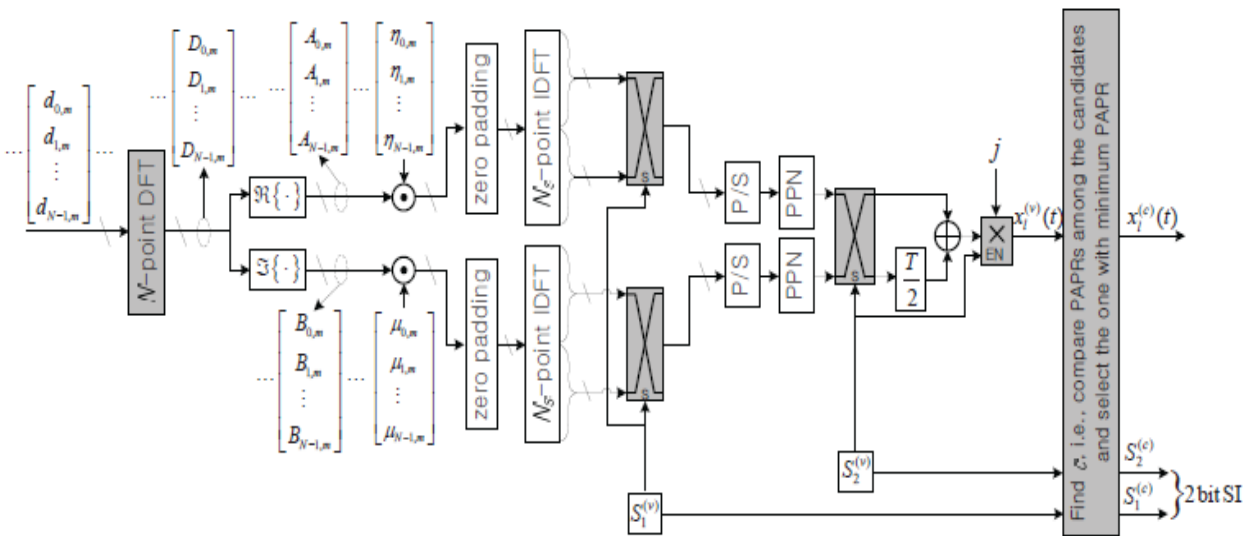 ⋯ [d_{0,m} d_{1,m} ⋮ d_{N-1,m}] ⋯
N-point DFT
⋯ [D_{0,m} D_{1,m} ⋮ D_{N-1,m}] ⋯
ℜ{·}
ℑ{·}
[A_{0,m} A_{1,m} ⋮ A_{N-1,m}] ⋯
[η_{0,m} η_{1,m} ⋮ η_{N-1,m}]
⋯ [B_{0,m} B_{1,m} ⋮ B_{N-1,m}] ⋯
[μ_{0,m} μ_{1,m} ⋮ μ_{N-1,m}]
zero padding
N_S-point IDFT
zero padding
N_S-point IDFT
S
S
P/S
PPN
P/S
PPN
S
T/2
j
×
EN
x_l^{(v)}(t)
S_1^{(v)}
S_2^{(v)}
Find C, i.e., compare PAPRs among the candidates
and select the one with minimum PAPR
x_l^{(c)}(t)
S_2^{(c)}
S_1^{(c)}
} 2 bit SI